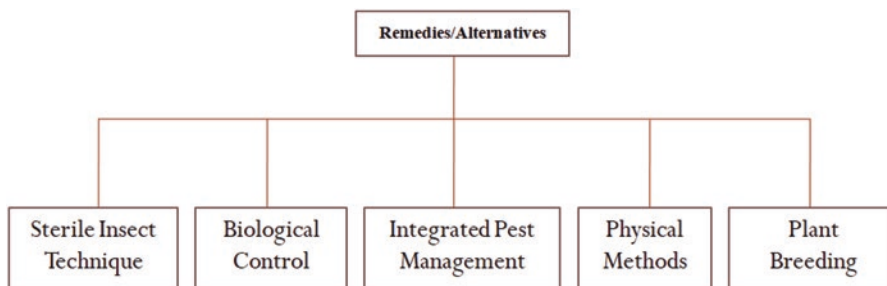 Remedies/Alternatives
Sterile Insect
Technique
Biological
Control
Integrated Pest
Management
Physical
Methods
Plant
Breeding